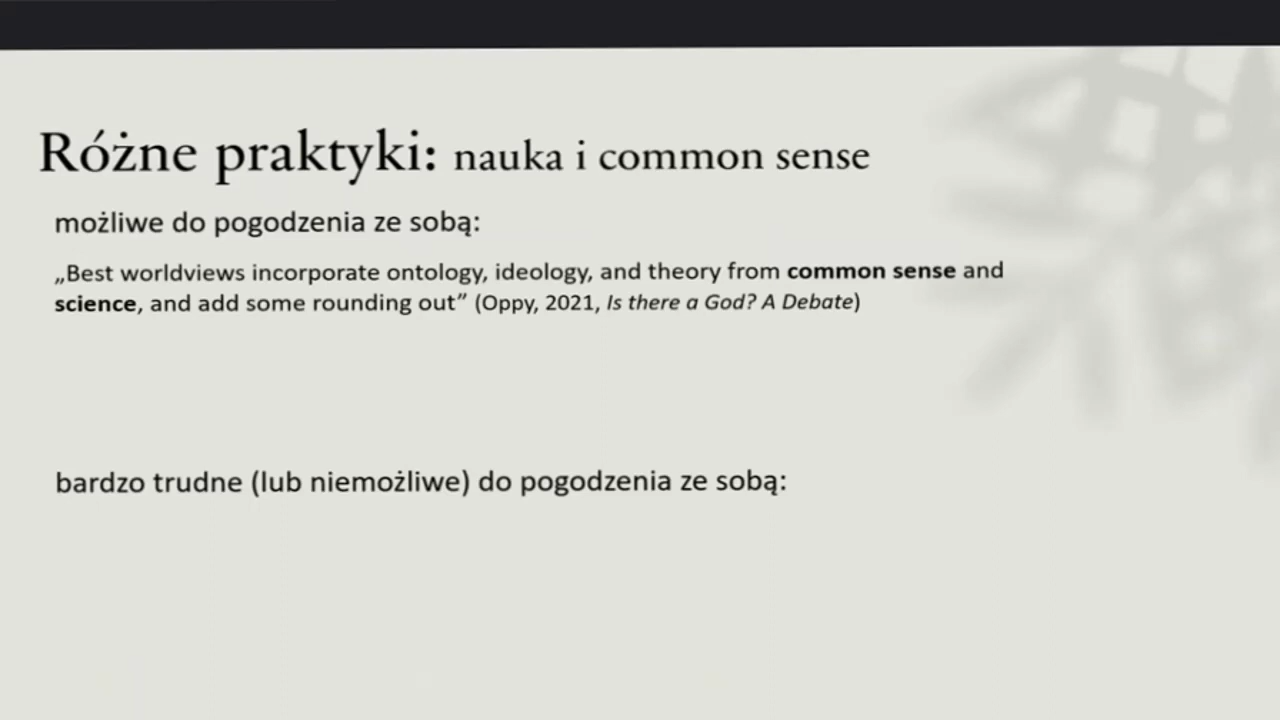 Różne praktyki: nauka i common sense
możliwe do pogodzenia ze sobą:
„Best worldviews incorporate ontology, ideology, and theory from common sense and
science, and add some rounding out” (Oppy, 2021, Is there a God? A Debate)
bardzo trudne (lub niemożliwe) do pogodzenia ze sobą: